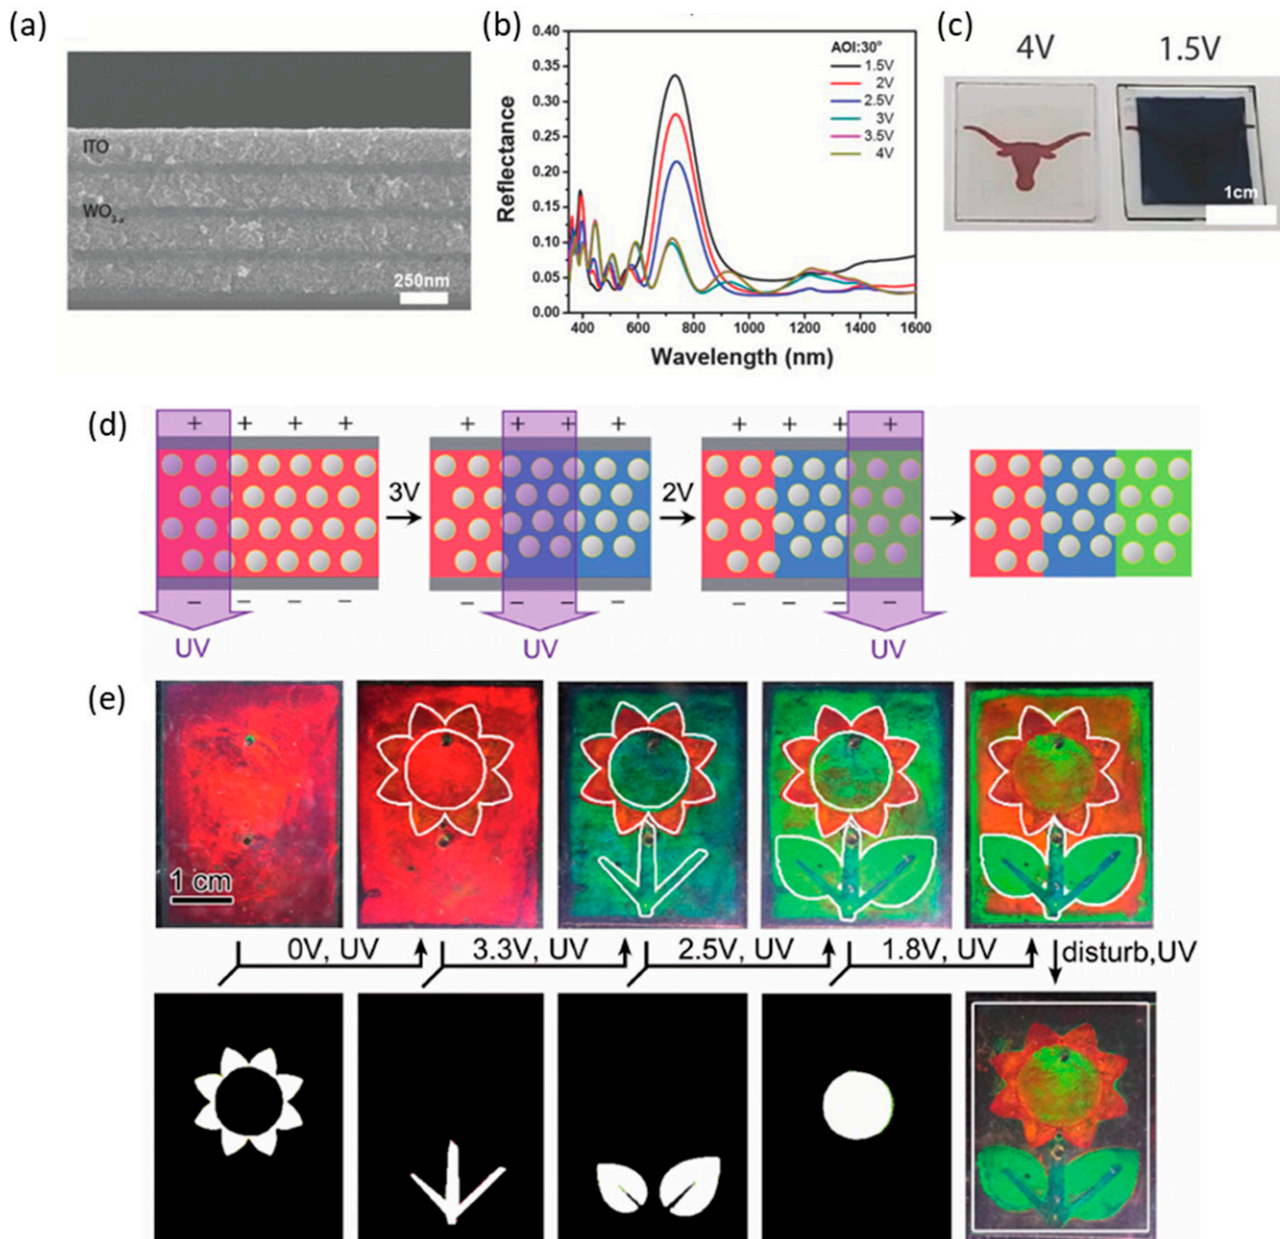 (a)
ITO
WO3-x
250nm
(b)
0.40
0.35
0.30
0.25
0.20
0.15
0.10
0.05
0.00
Reflectance
AOI:30°
1.5V
2V
2.5V
3V
3.5V
4V
400 600 800 1000 1200 1400 1600
Wavelength (nm)
(c)
4V 1.5V
1cm
(d)
+ + + + + + + + + + + +
3V 2V
− − − − − − − − − − − −
UV UV UV
(e)
1 cm
0V, UV 3.3V, UV 2.5V, UV 1.8V, UV disturb,UV